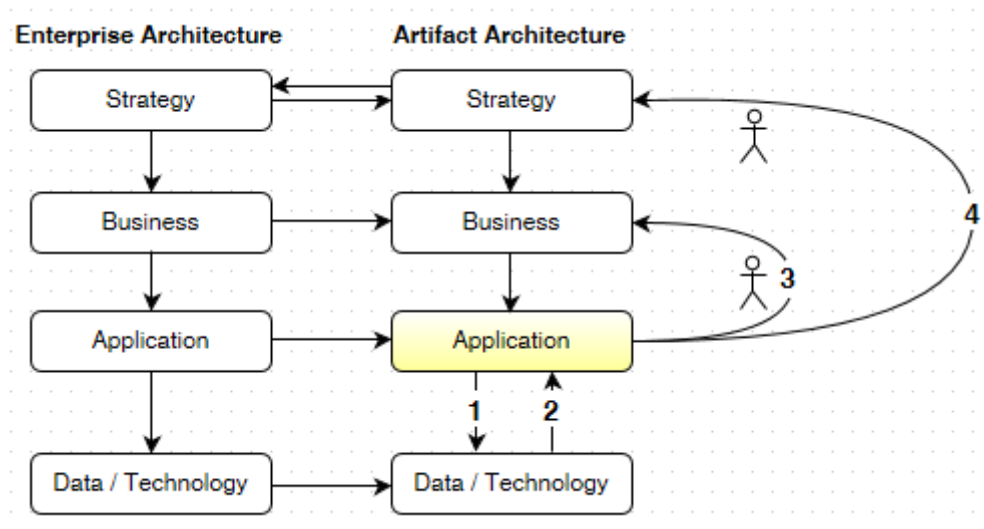 Enterprise Architecture Artifact Architecture
Strategy Strategy
Business Business
4
3
Application Application
1 2
Data / Technology Data / Technology